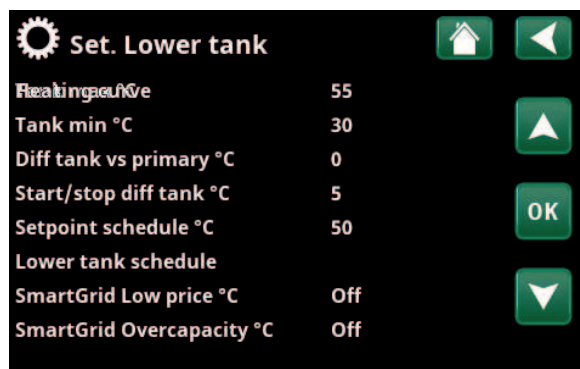 Set. Lower tank
55
Tank min °C 30
Diff tank vs primary °C 0
Start/stop diff tank °C 5
Setpoint schedule °C 50
OK
Lower tank schedule
SmartGrid Low price °C Off
SmartGrid Overcapacity °C Off